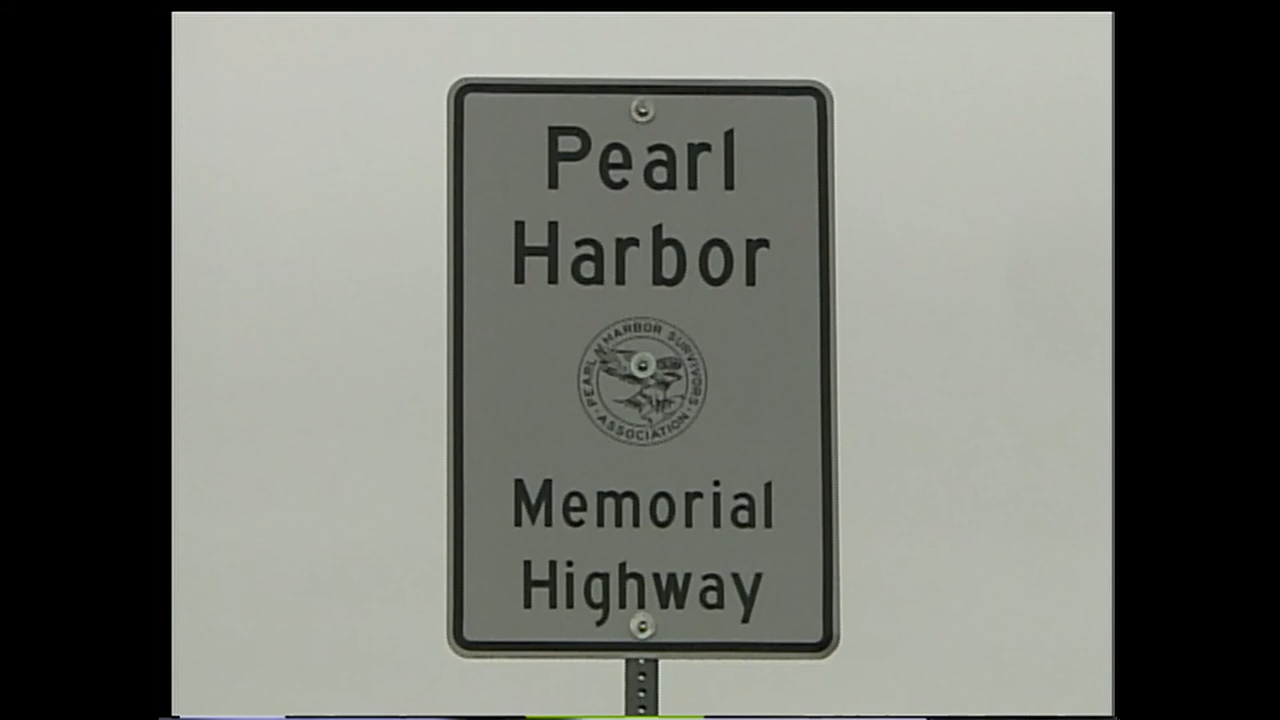 Pearl
Harbor
PEARL HARBOR SURVIVORS
· ASSOCIATION ·
Memorial
Highway